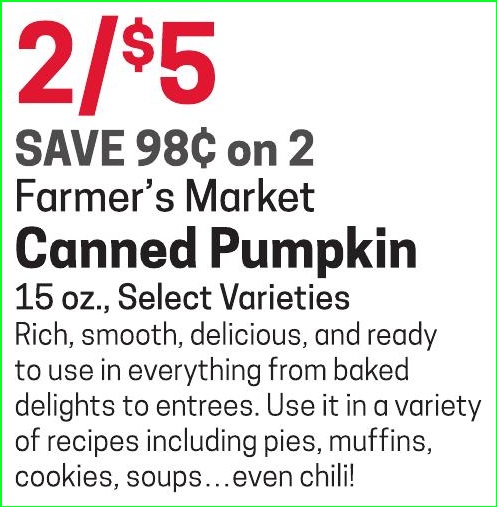 2/$5
SAVE 98¢ on 2
Farmer's Market
Canned Pumpkin
15 oz., Select Varieties
Rich, smooth, delicious, and ready
to use in everything from baked
delights to entrees. Use it in a variety
of recipes including pies, muffins,
cookies, soups...even chili!